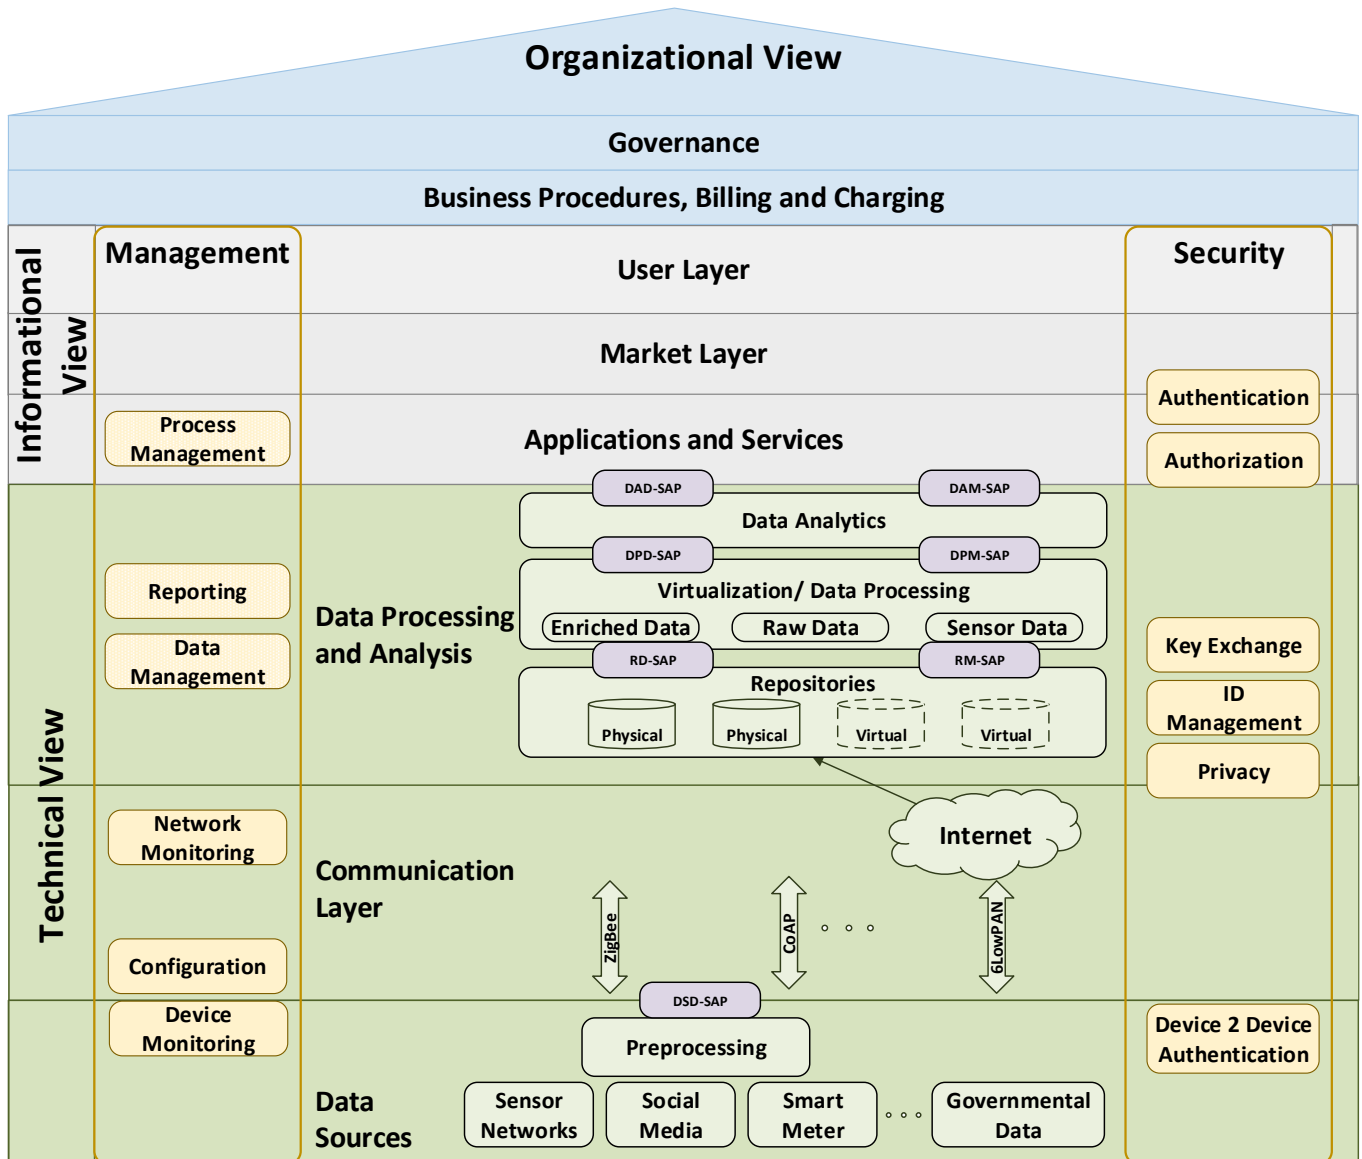 Organizational View
Governance
Business Procedures, Billing and Charging
Informational
View
Management
User Layer
Security
Market Layer
Process
Management
Applications and Services
Authentication
Authorization
Technical View
DAD-SAP
DAM-SAP
Data Analytics
DPD-SAP
DPM-SAP
Reporting
Data
Management
Data Processing
and Analysis
Virtualization/ Data Processing
Enriched Data
Raw Data
Sensor Data
RD-SAP
RM-SAP
Repositories
Physical
Physical
Virtual
Virtual
Key Exchange
ID
Management
Privacy
Network
Monitoring
Configuration
Communication
Layer
Internet
ZigBee
CoAP
6LowPAN
Device
Monitoring
Data
Sources
DSD-SAP
Preprocessing
Sensor
Networks
Social
Media
Smart
Meter
Governmental
Data
Device 2 Device
Authentication